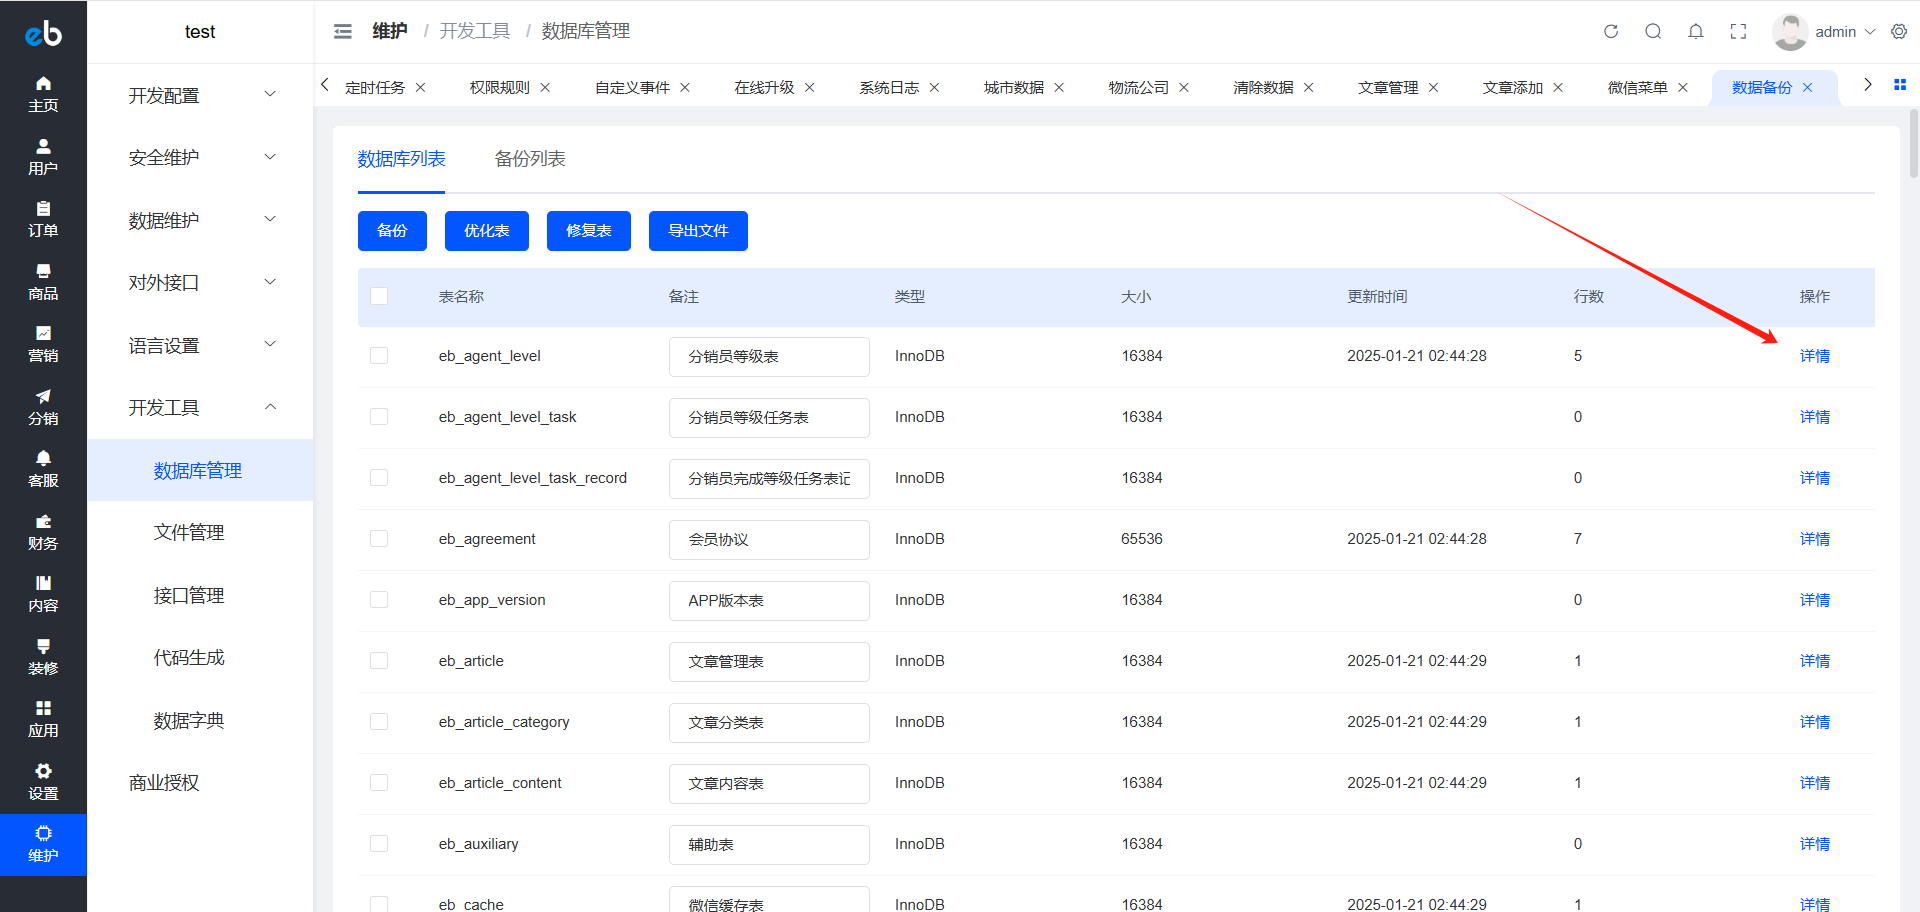 eb
主页
用户
订单
商品
营销
分销
客服
财务
内容
装修
应用
设置
维护
test
开发配置
安全维护
数据维护
对外接口
语言设置
开发工具
数据库管理
文件管理
接口管理
代码生成
数据字典
商业授权
维护 / 开发工具 / 数据库管理
admin
定时任务 权限规则 自定义事件 在线升级 系统日志 城市数据 物流公司 清除数据 文章管理 文章添加 微信菜单 数据备份
数据库列表 备份列表
备份 优化表 修复表 导出文件
表名称 备注 类型 大小 更新时间 行数 操作
eb_agent_level 分销员等级表 InnoDB 16384 2025-01-21 02:44:28 5 详情
eb_agent_level_task 分销员等级任务表 InnoDB 16384 0 详情
eb_agent_level_task_record 分销员完成等级任务表记 InnoDB 16384 0 详情
eb_agreement 会员协议 InnoDB 65536 2025-01-21 02:44:28 7 详情
eb_app_version APP版本表 InnoDB 16384 0 详情
eb_article 文章管理表 InnoDB 16384 2025-01-21 02:44:29 1 详情
eb_article_category 文章分类表 InnoDB 16384 2025-01-21 02:44:29 1 详情
eb_article_content 文章内容表 InnoDB 16384 2025-01-21 02:44:29 1 详情
eb_auxiliary 辅助表 InnoDB 16384 0 详情
eb_cache 微信缓存表 InnoDB 16384 2025-01-21 02:44:29 1 详情